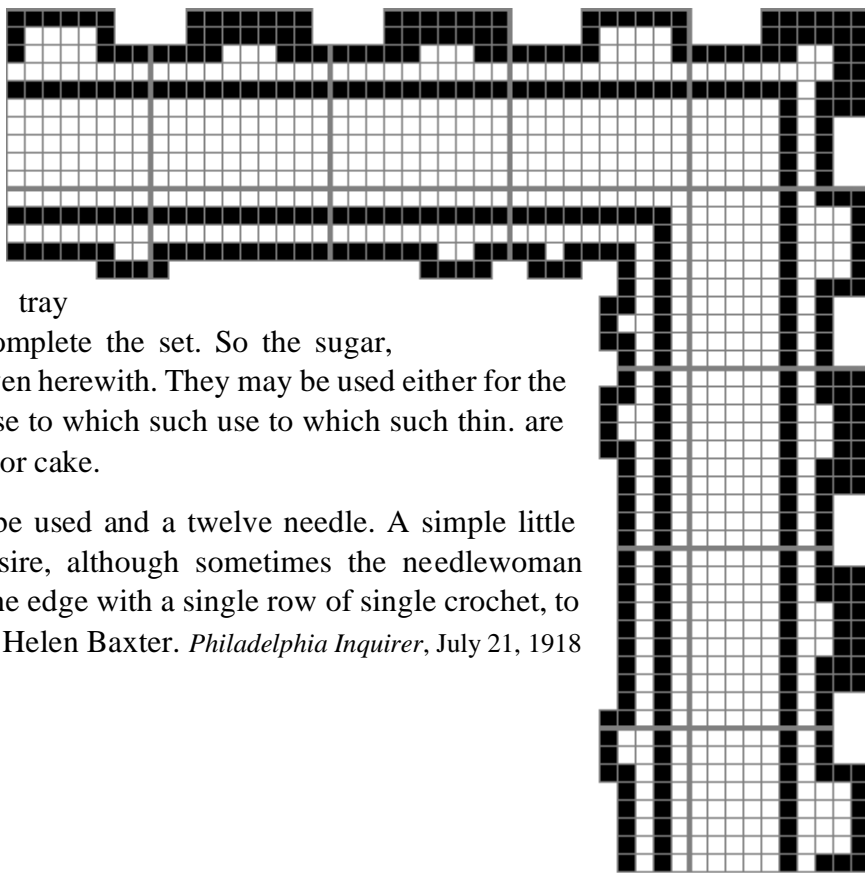 tray
omplete the set. So the sugar,
en herewith. They may be used either for the
se to which such use to which such thin. are
or cake.
be used and a twelve needle. A simple little
sire, although sometimes the needlewoman
ne edge with a single row of single crochet, to
Helen Baxter. Philadelphia Inquirer, July 21, 1918